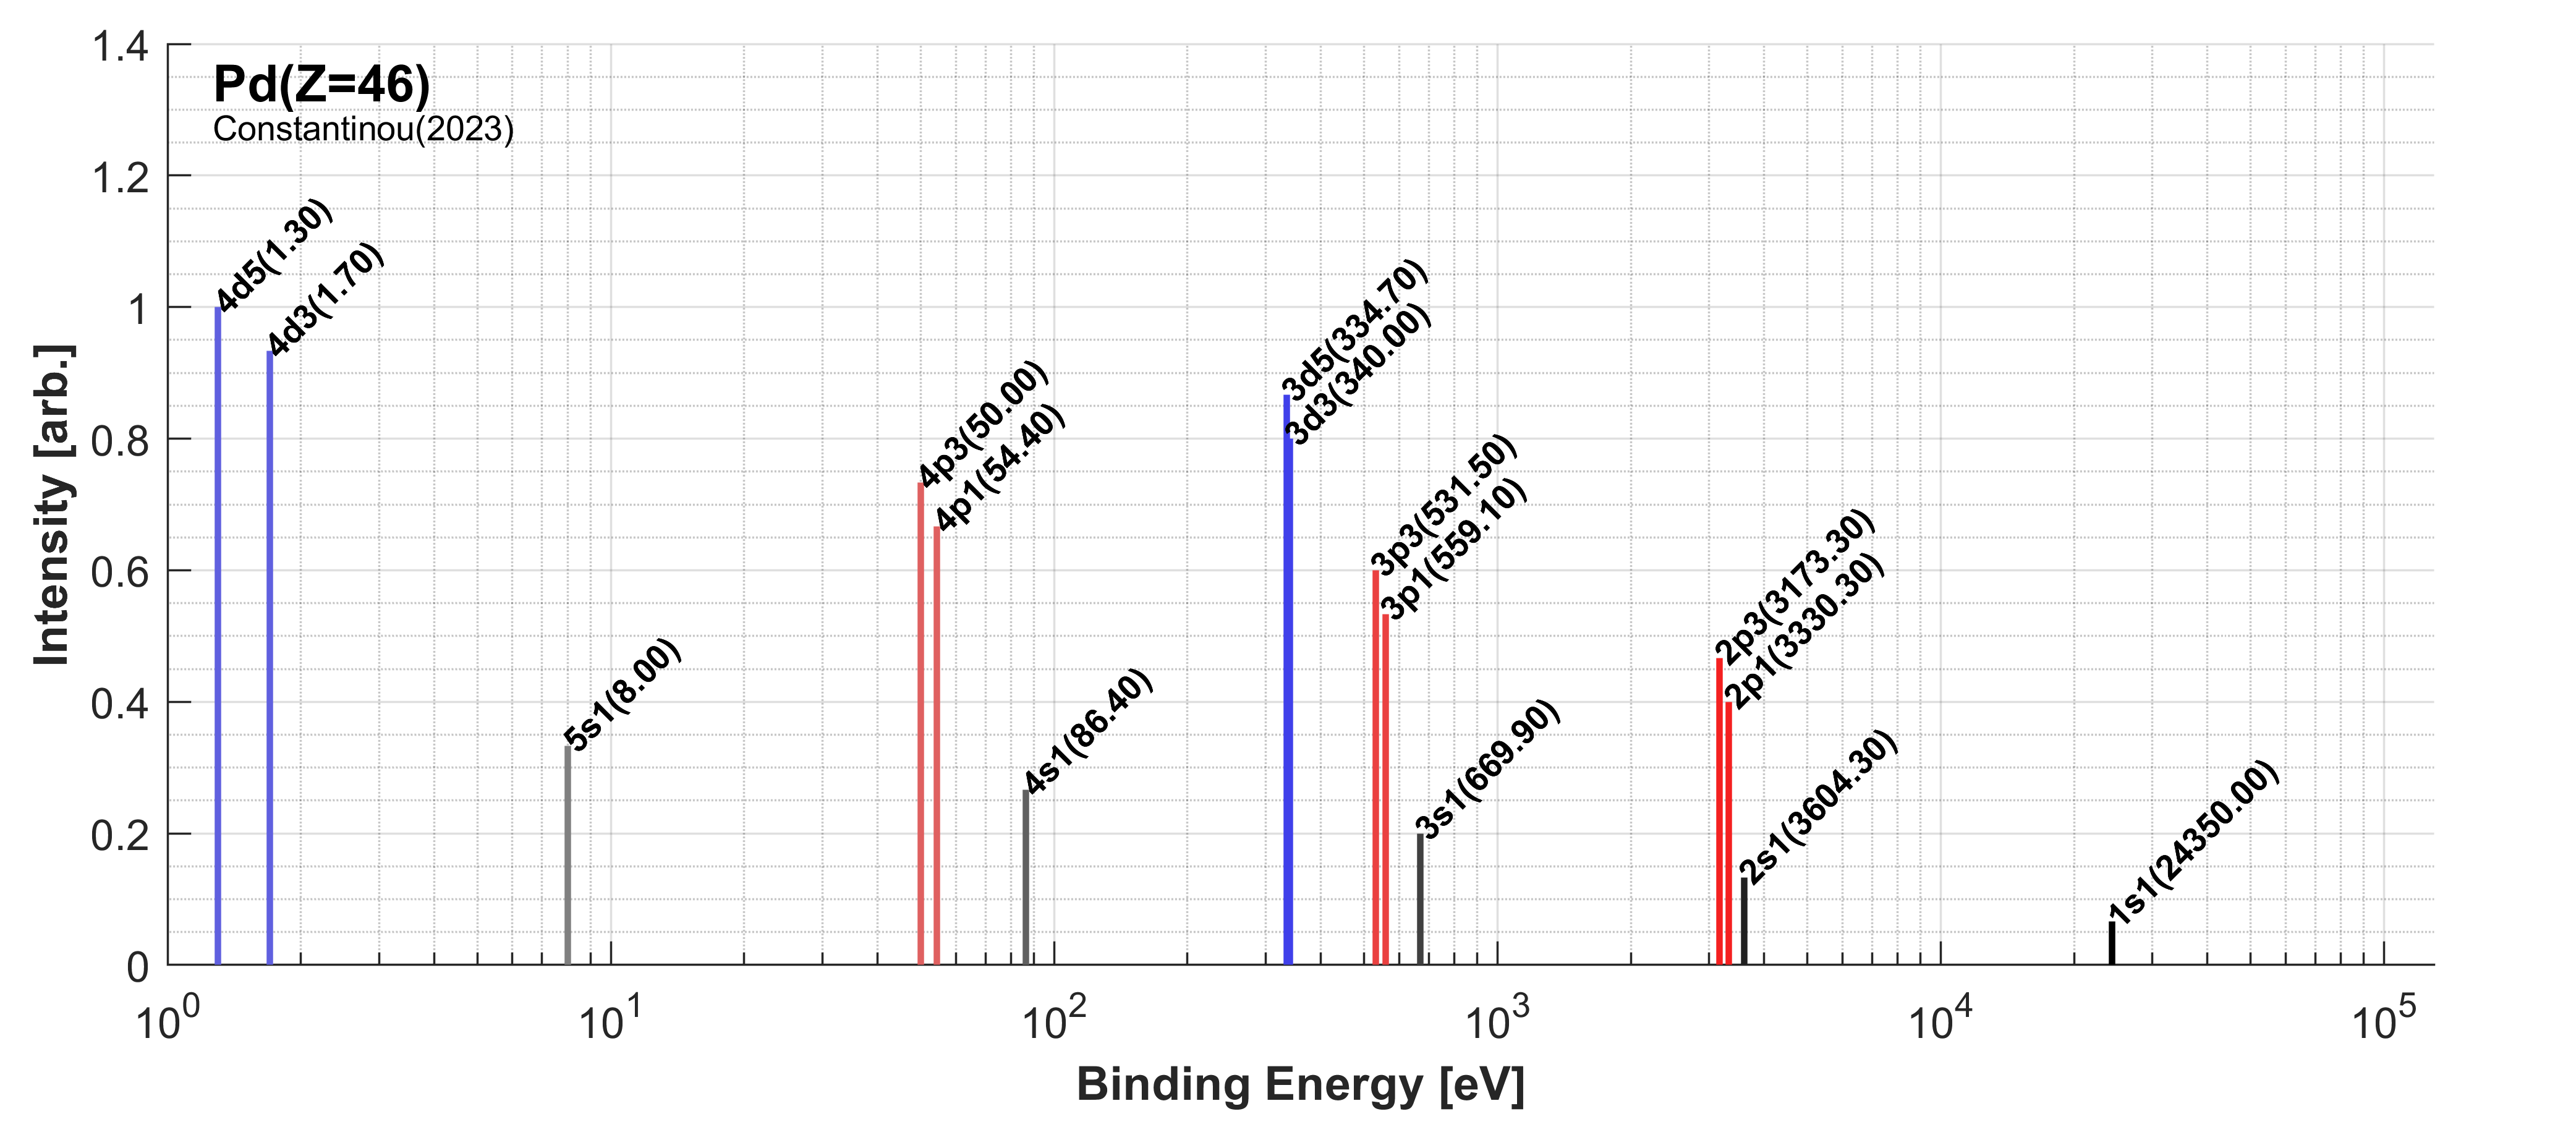 Pd(Z=46)
Constantinou(2023)
1.4
1.2
1
0.8
0.6
0.4
0.2
0
Intensity [arb.]
4d5(1.30)
4d3(1.70)
5s1(8.00)
4p3(50.00)
4p1(54.40)
4s1(86.40)
3d5(334.70)
3d3(340.00)
3p3(531.50)
3p1(559.10)
3s1(669.90)
2p3(3173.30)
2p1(3330.30)
2s1(3604.30)
1s1(24350.00)
10^0 10^1 10^2 10^3 10^4 10^5
Binding Energy [eV]